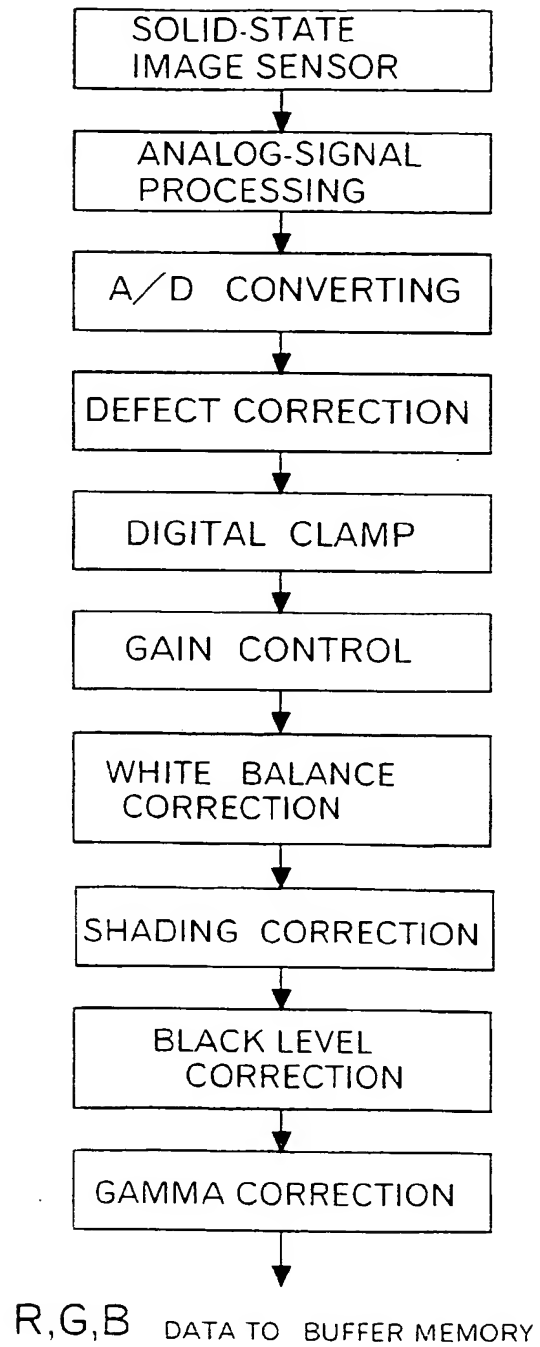 SOLID-STATE
IMAGE SENSOR
ANALOG-SIGNAL
PROCESSING
A/D CONVERTING
DEFECT CORRECTION
DIGITAL CLAMP
GAIN CONTROL
WHITE BALANCE
CORRECTION
SHADING CORRECTION
BLACK LEVEL
CORRECTION
GAMMA CORRECTION
R,G,B DATA TO BUFFER MEMORY